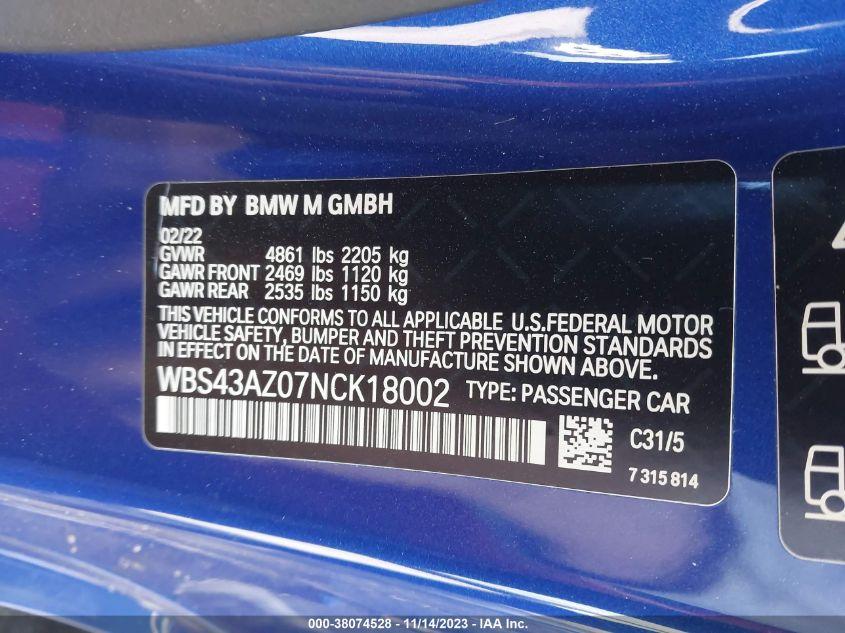 MFD BY BMW M GMBH
02/22
GVWR 4861 lbs 2205 kg
GAWR FRONT 2469 lbs 1120 kg
GAWR REAR 2535 lbs 1150 kg
THIS VEHICLE CONFORMS TO ALL APPLICABLE U.S.FEDERAL MOTOR
VEHICLE SAFETY, BUMPER AND THEFT PREVENTION STANDARDS
IN EFFECT ON THE DATE OF MANUFACTURE SHOWN ABOVE.
WBS43AZ07NCK18002 TYPE: PASSENGER CAR
C31/5
7 315 814
000-38074528 - 11/14/2023 - IAAI.com